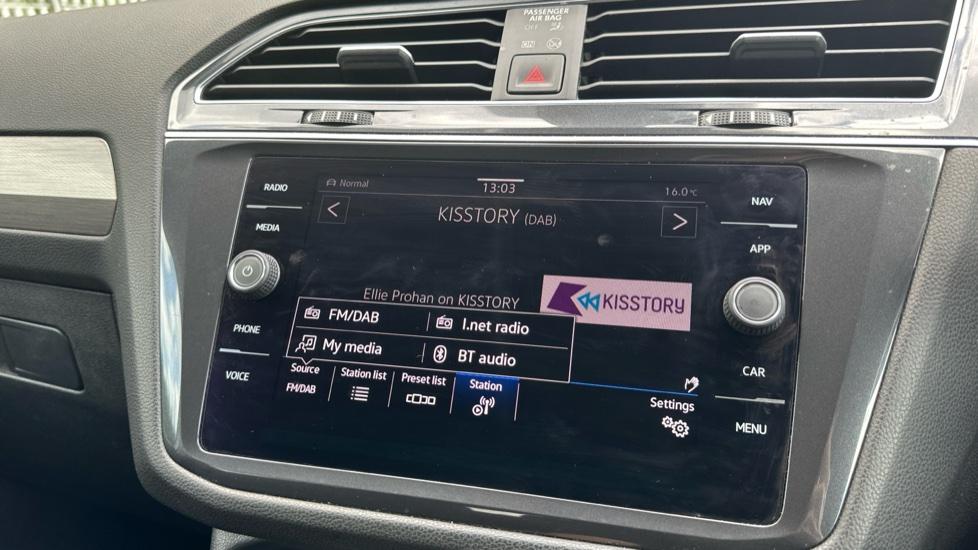 PASSENGER
AIR BAG
OFF
ON
RADIO
MEDIA
PHONE
VOICE
Normal
13:03
16.0°C
<
KISSTORY (DAB)
>
Ellie Prohan on KISSTORY
KISSTORY
FM/DAB
I.net radio
My media
BT audio
Source
FM/DAB
Station list
Preset list
Station
Settings
NAV
APP
CAR
MENU